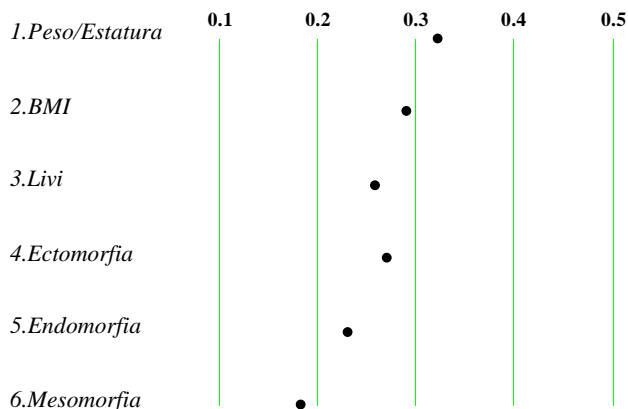 0.1 0.2 0.3 0.4 0.5
1.Peso/Estatura
2.BMI
3.Livi
4.Ectomorfia
5.Endomorfia
6.Mesomorfia